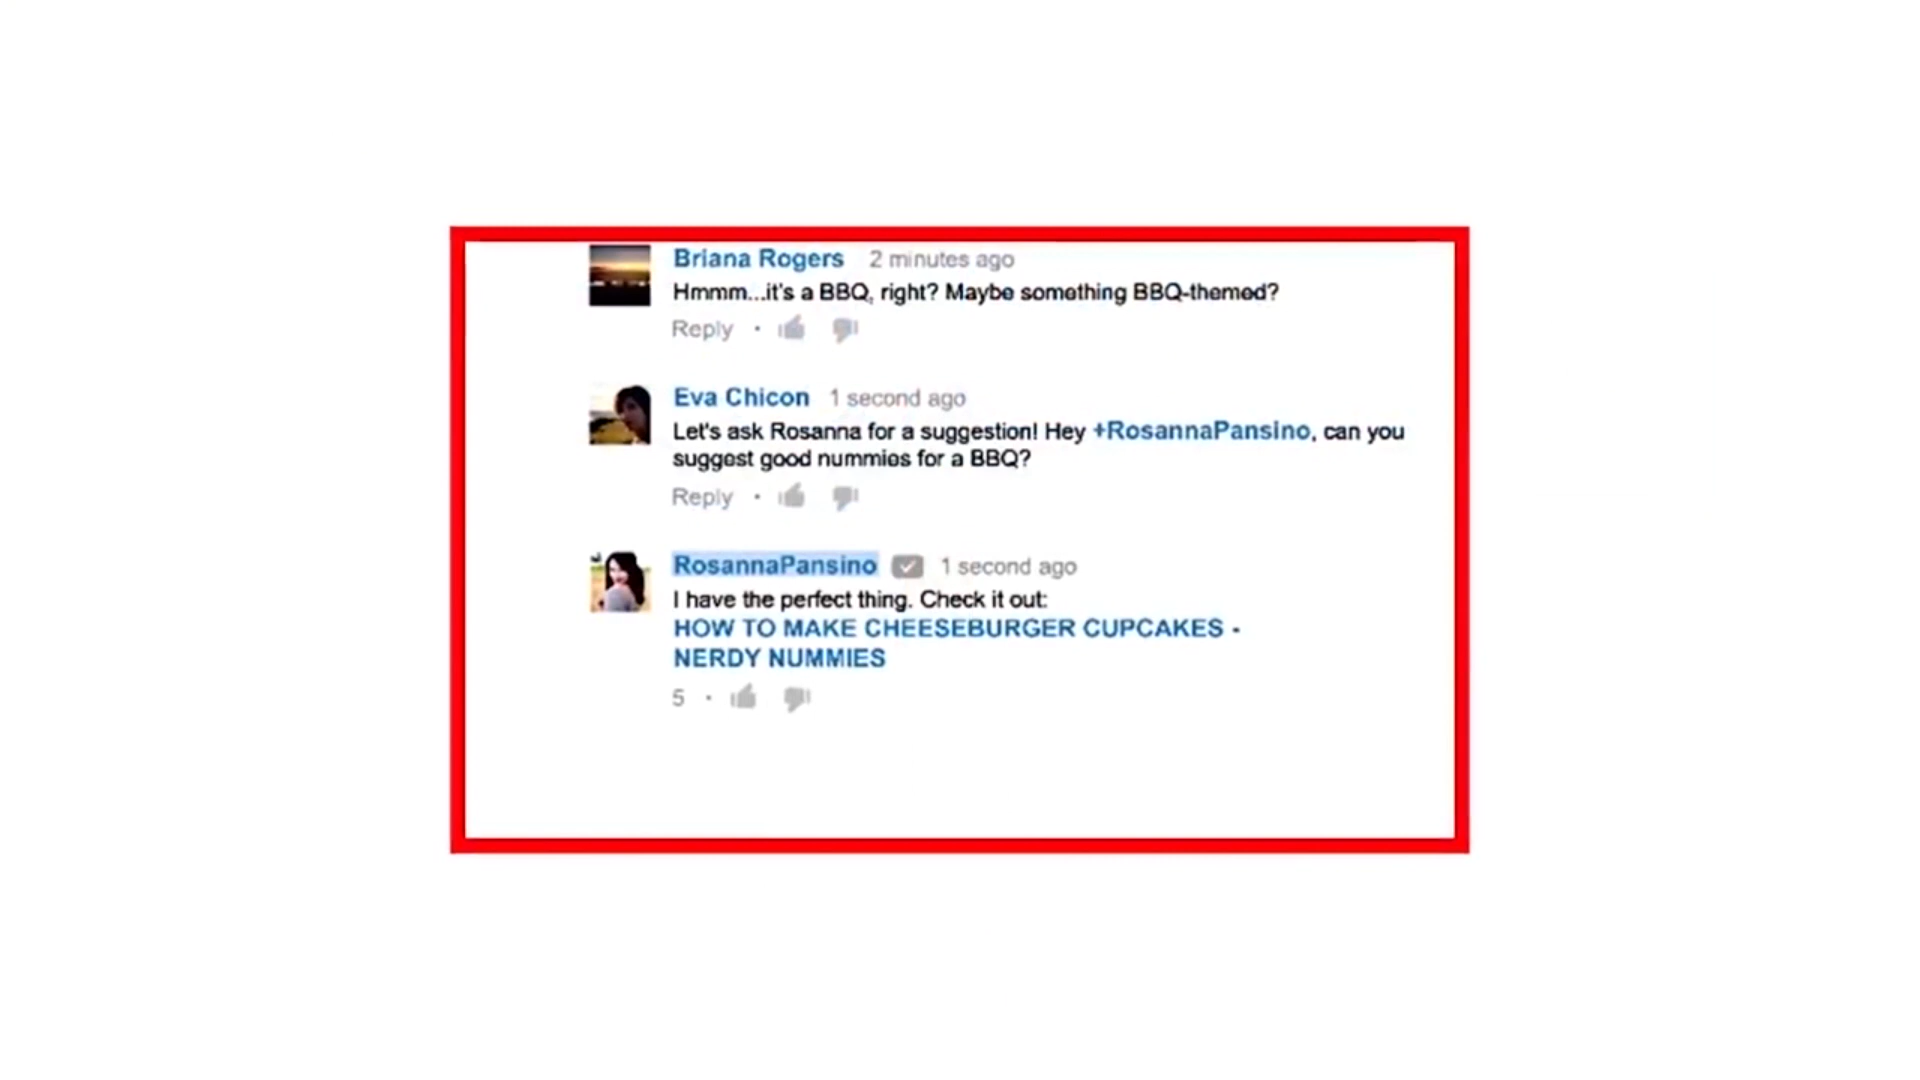 Briana Rogers 2 minutes ago
Hmmm...it's a BBQ, right? Maybe something BBQ-themed?
Reply •
Eva Chicon 1 second ago
Let's ask Rosanna for a suggestion! Hey +RosannaPansino, can you
suggest good nummies for a BBQ?
Reply •
RosannaPansino 1 second ago
I have the perfect thing. Check it out:
HOW TO MAKE CHEESEBURGER CUPCAKES -
NERDY NUMMIES
5 •